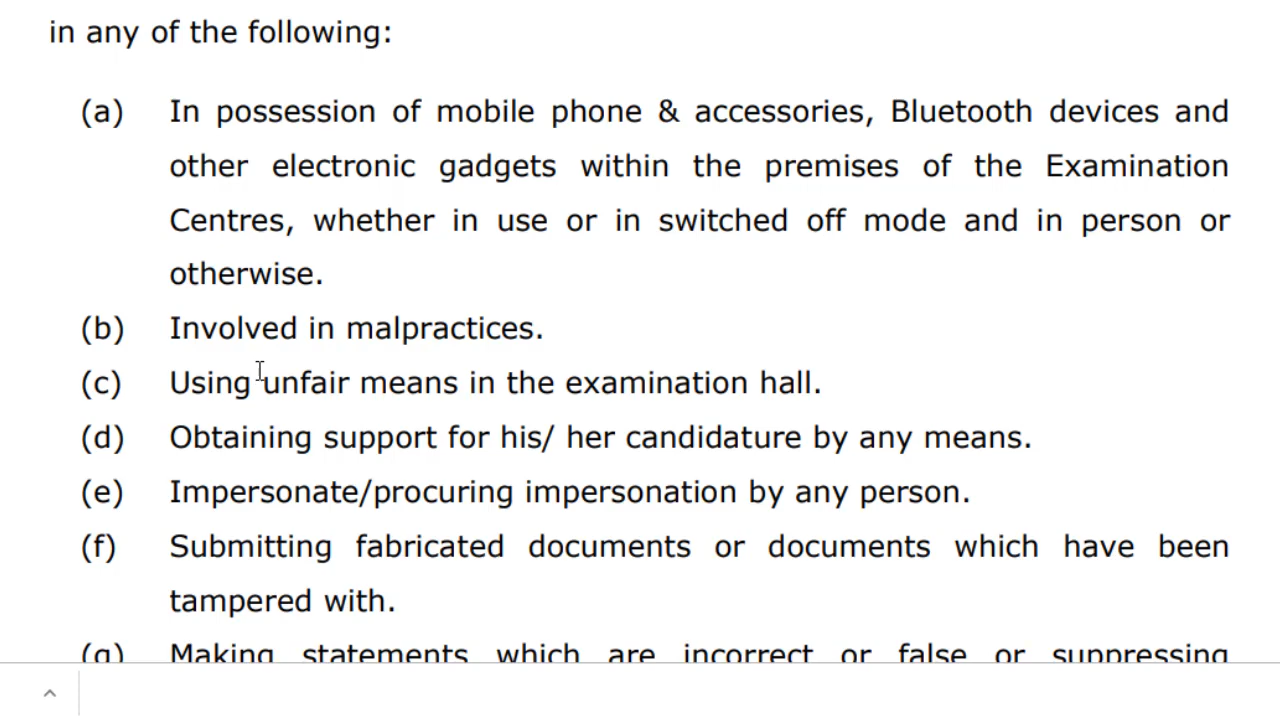 in any of the following:
(a) In possession of mobile phone & accessories, Bluetooth devices and
other electronic gadgets within the premises of the Examination
Centres, whether in use or in switched off mode and in person or
otherwise.
(b) Involved in malpractices.
(c) Using unfair means in the examination hall.
(d) Obtaining support for his/ her candidature by any means.
(e) Impersonate/procuring impersonation by any person.
(f) Submitting fabricated documents or documents which have been
tampered with.
(g) Making statements which are incorrect or false or suppressing